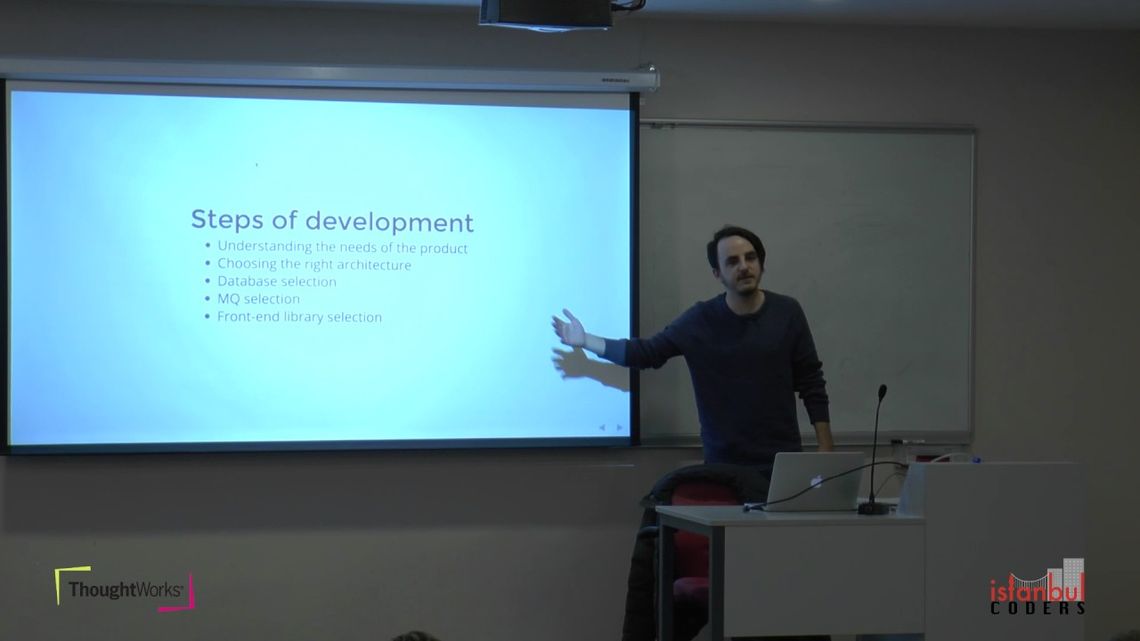 Steps of development
• Understanding the needs of the product
• Choosing the right architecture
• Database selection
• MQ selection
• Front-end library selection
ThoughtWorks®
istanbul
CODERS